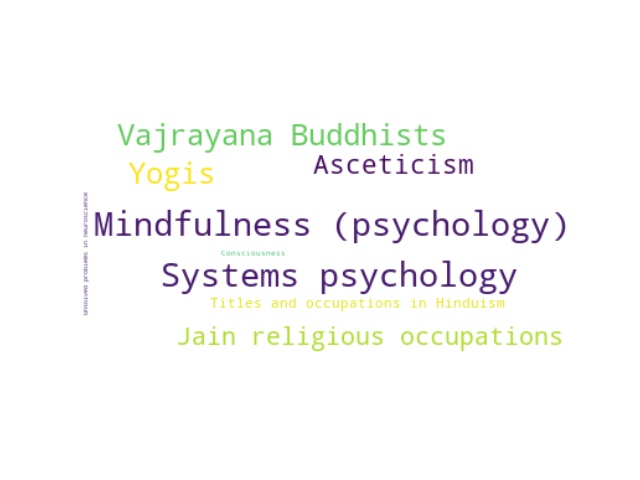 Vajrayana Buddhists
Asceticism
Yogis
Mindfulness (psychology)
Consciousness
Systems psychology
Titles and occupations in Hinduism
Jain religious occupations
unsolved problems in neuroscience